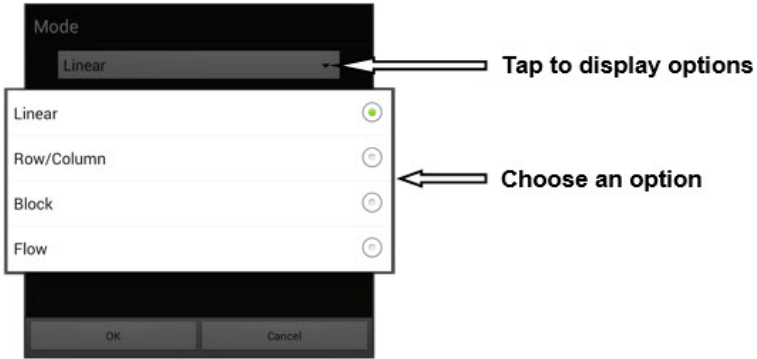 Mode
Linear
Tap to display options
Linear
Row/Column
Choose an option
Block
Flow
OK Cancel